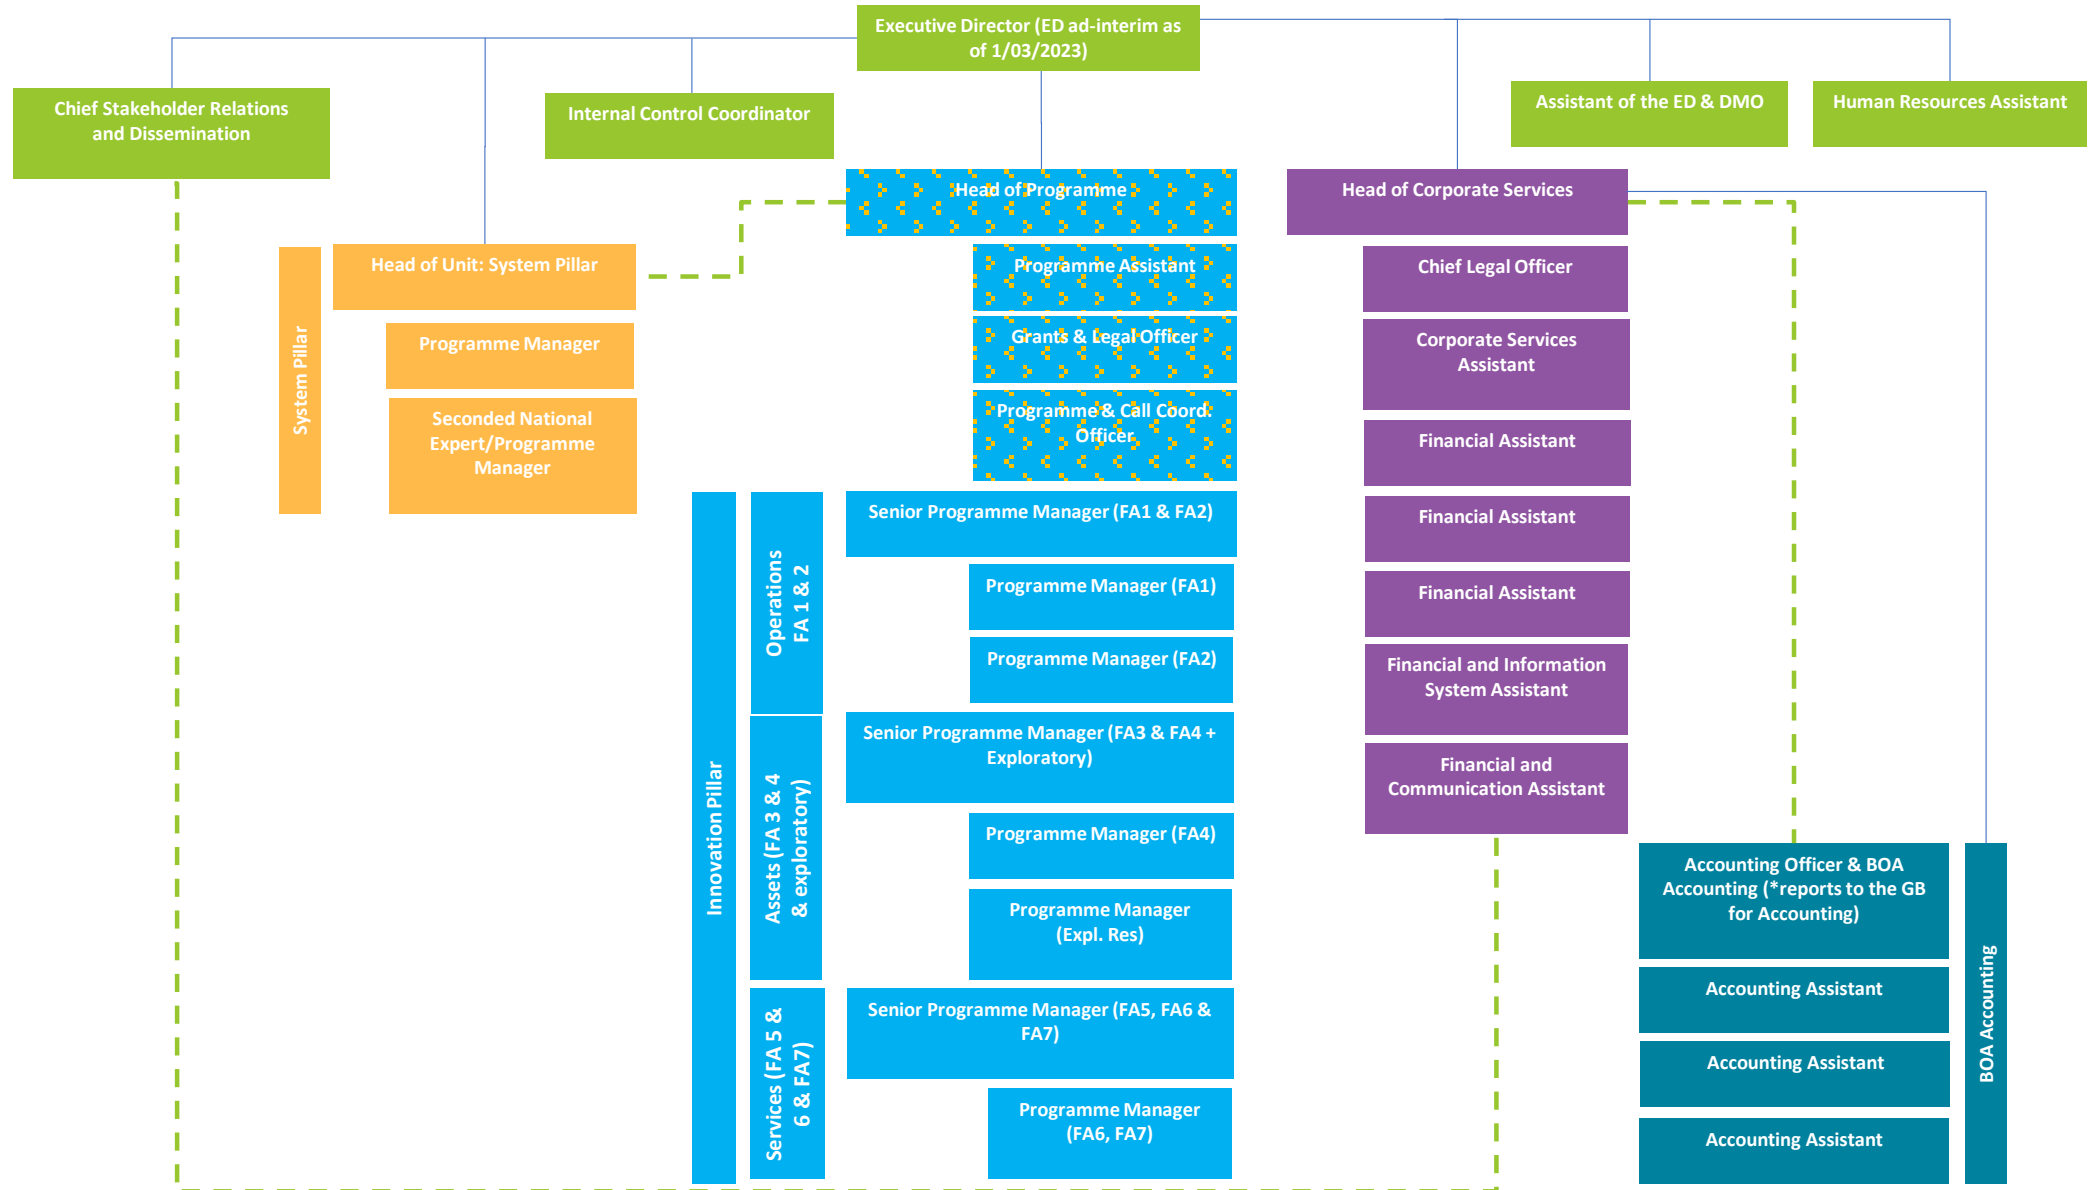 Executive Director (ED ad-interim as
of 1/03/2023)
Chief Stakeholder Relations
and Dissemination
Internal Control Coordinator
Assistant of the ED & DMO
Human Resources Assistant
Head of Programme
Head of Corporate Services
System Pillar
Head of Unit: System Pillar
Programme Manager
Seconded National
Expert/Programme
Manager
Programme Assistant
Grants & Legal Officer
Programme & Call Coord.
Officer
Innovation Pillar
Operations
FA 1 & 2
Senior Programme Manager (FA1 & FA2)
Programme Manager (FA1)
Programme Manager (FA2)
Assets (FA 3 & 4
& exploratory)
Senior Programme Manager (FA3 & FA4 +
Exploratory)
Programme Manager (FA4)
Programme Manager
(Expl. Res)
Services (FA 5 &
6 & FA7)
Senior Programme Manager (FA5, FA6 &
FA7)
Programme Manager
(FA6, FA7)
Chief Legal Officer
Corporate Services
Assistant
Financial Assistant
Financial Assistant
Financial Assistant
Financial and Information
System Assistant
Financial and
Communication Assistant
Accounting Officer & BOA
Accounting (*reports to the GB
for Accounting)
Accounting Assistant
Accounting Assistant
Accounting Assistant
BOA Accounting